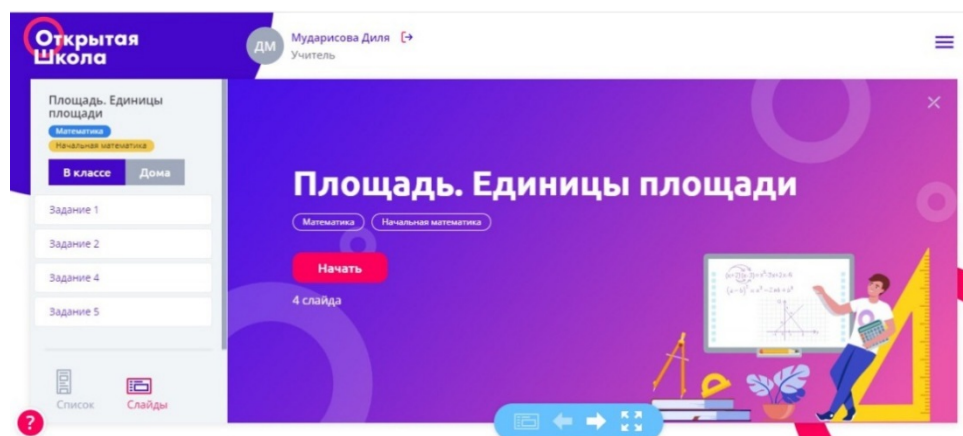 Открытая
Школа
ДМ
Мударисова Диля
Учитель
Площадь. Единицы
площади
Математика
Начальная математика
В классе Дома
Задание 1
Задание 2
Задание 4
Задание 5
Список Слайды
?
Площадь. Единицы площади
Математика Начальная математика
Начать
4 слайда